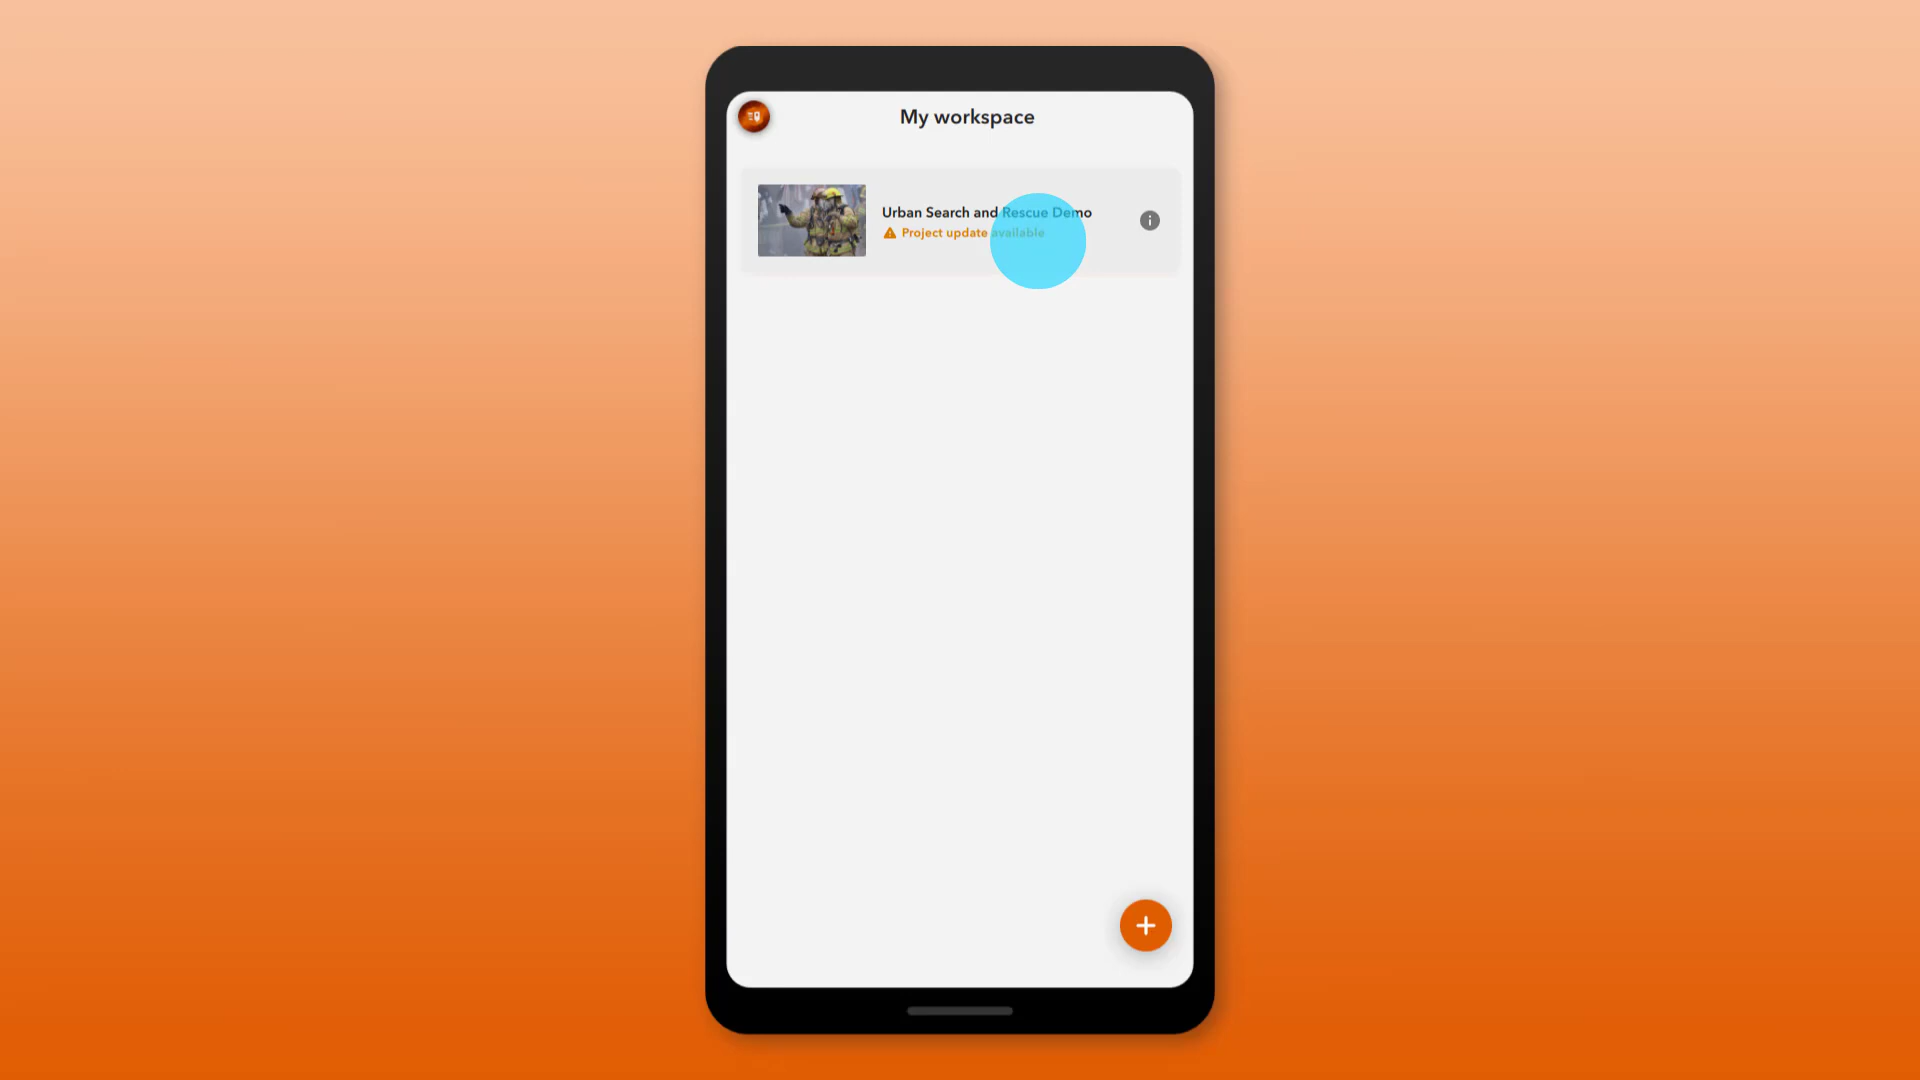 My workspace
Urban Search and Rescue Demo
Project update available